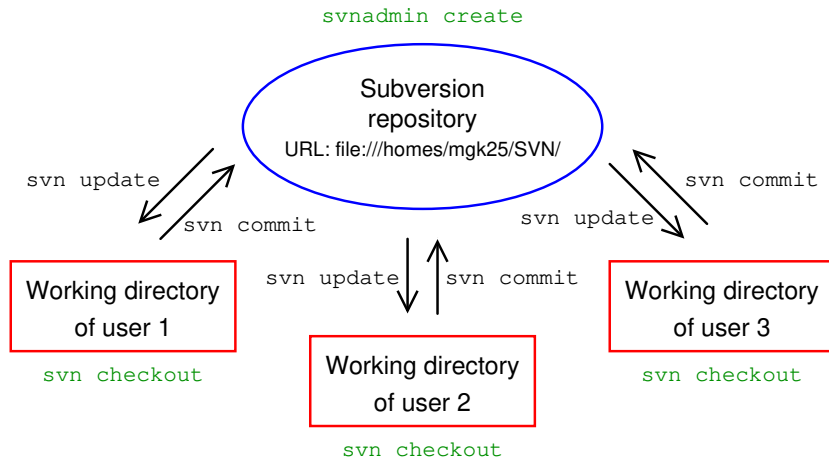 svnadmin create
Subversion
repository
URL: file:///homes/mgk25/SVN/
svn update
svn commit
svn commit
svn update
svn update
svn commit
Working directory
of user 1
svn checkout
Working directory
of user 2
svn checkout
Working directory
of user 3
svn checkout